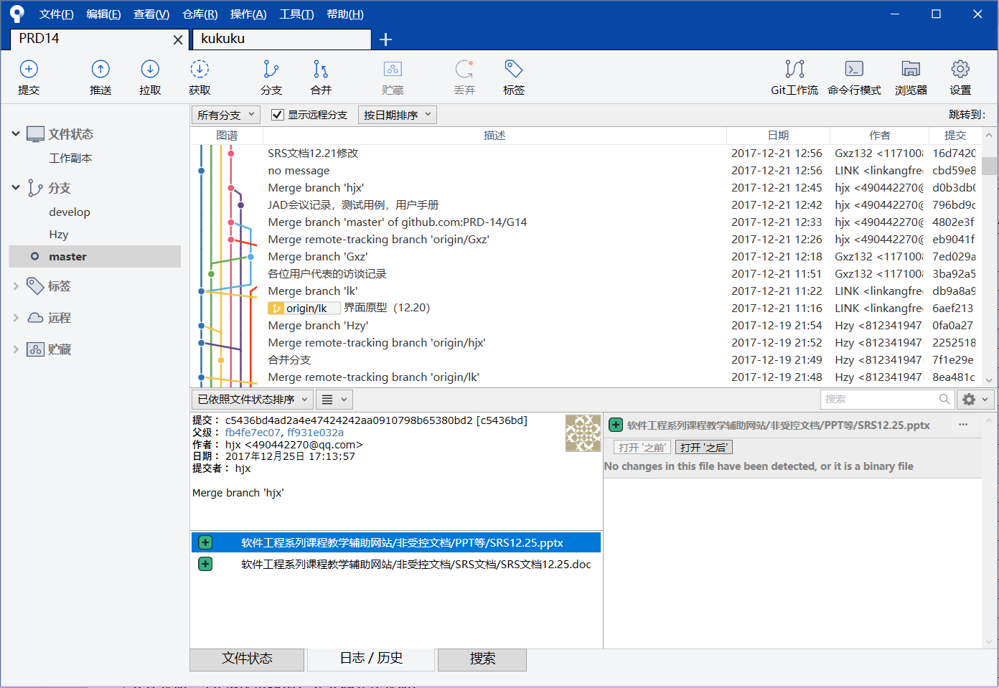 文件(F) 编辑(E) 查看(V) 仓库(R) 操作(A) 工具(T) 帮助(H)
PRD14 kukuku
提交 推送 拉取 获取 分支 合并 贮藏 丢弃 标签 Git工作流 命令行模式 浏览器 设置
所有分支 显示远程分支 按日期排序 跳转到：
文件状态
工作副本
分支
develop
Hzy
master
标签
远程
贮藏
图谱 描述 日期 作者 提交
SRS文档12.21修改 2017-12-21 12:56 Gxz132 <117100 16d7420
no message 2017-12-21 12:56 LINK <linkangfre cbd59e8
Merge branch 'hjx' 2017-12-21 12:45 hjx <490442270@ d0b3db0
JAD会议记录，测试用例，用户手册 2017-12-21 12:42 hjx <490442270@ 796bd9c
Merge branch 'master' of github.com:PRD-14/G14 2017-12-21 12:33 hjx <490442270@ 4802e3f
Merge remote-tracking branch 'origin/Gxz' 2017-12-21 12:26 hjx <490442270@ eb9041f
Merge branch 'Gxz' 2017-12-21 12:18 Gxz132 <117100 7ed029a
各位用户代表的访谈记录 2017-12-21 11:51 Gxz132 <117100 3ba92a5
Merge branch 'lk' 2017-12-21 11:22 LINK <linkangfre db9a8a9
origin/lk 界面原型（12.20） 2017-12-21 11:16 LINK <linkangfre 6aef213
Merge branch 'Hzy' 2017-12-19 21:54 Hzy <812341947 0fa0a27
Merge remote-tracking branch 'origin/hjx' 2017-12-19 21:52 Hzy <812341947 2252518
合并分支 2017-12-19 21:49 Hzy <812341947 7f1e29e
Merge remote-tracking branch 'origin/lk' 2017-12-19 21:48 Hzy <812341947 8ea481c
已依照文件状态排序 搜索
提交： c5436bd4ad2a4e47424242aa0910798b65380bd2 [c5436bd]
父级： fb4fe7ec07, ff931e032a
作者： hjx <490442270@qq.com>
日期： 2017年12月25日 17:13:57
提交者： hjx
Merge branch 'hjx'
软件工程系列课程教学辅助网站/非受控文档/PPT等/SRS12.25.pptx
软件工程系列课程教学辅助网站/非受控文档/SRS文档/SRS文档12.25.doc
软件工程系列课程教学辅助网站/非受控文档/PPT等/SRS12.25.pptx ...
打开 '之前' 打开 '之后'
No changes in this file have been detected, or it is a binary file
文件状态 日志 / 历史 搜索